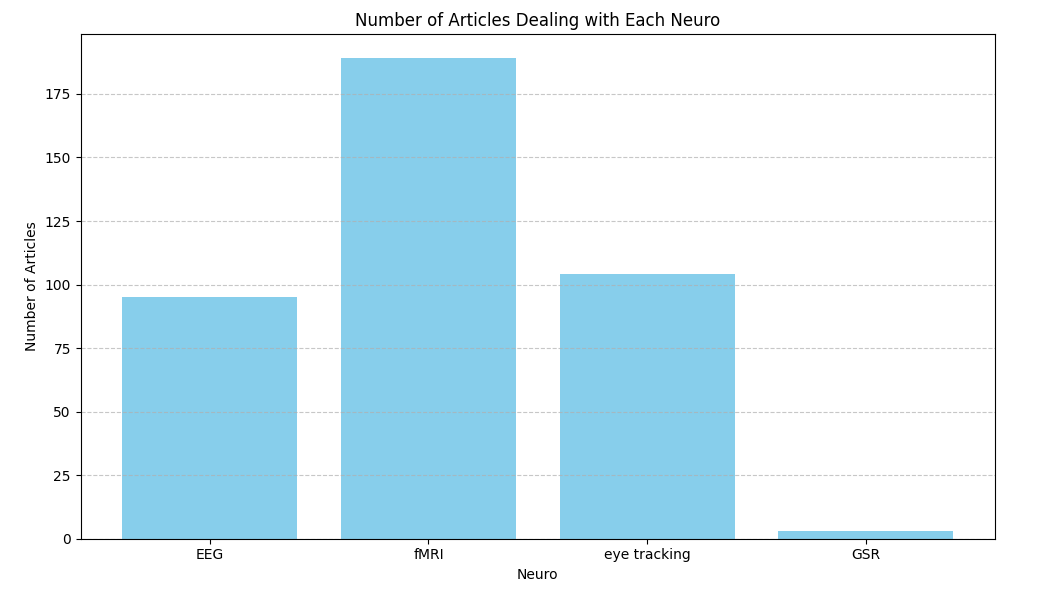 Number of Articles Dealing with Each Neuro
Number of Articles
175
150
125
100
75
50
25
0
EEG fMRI eye tracking GSR
Neuro